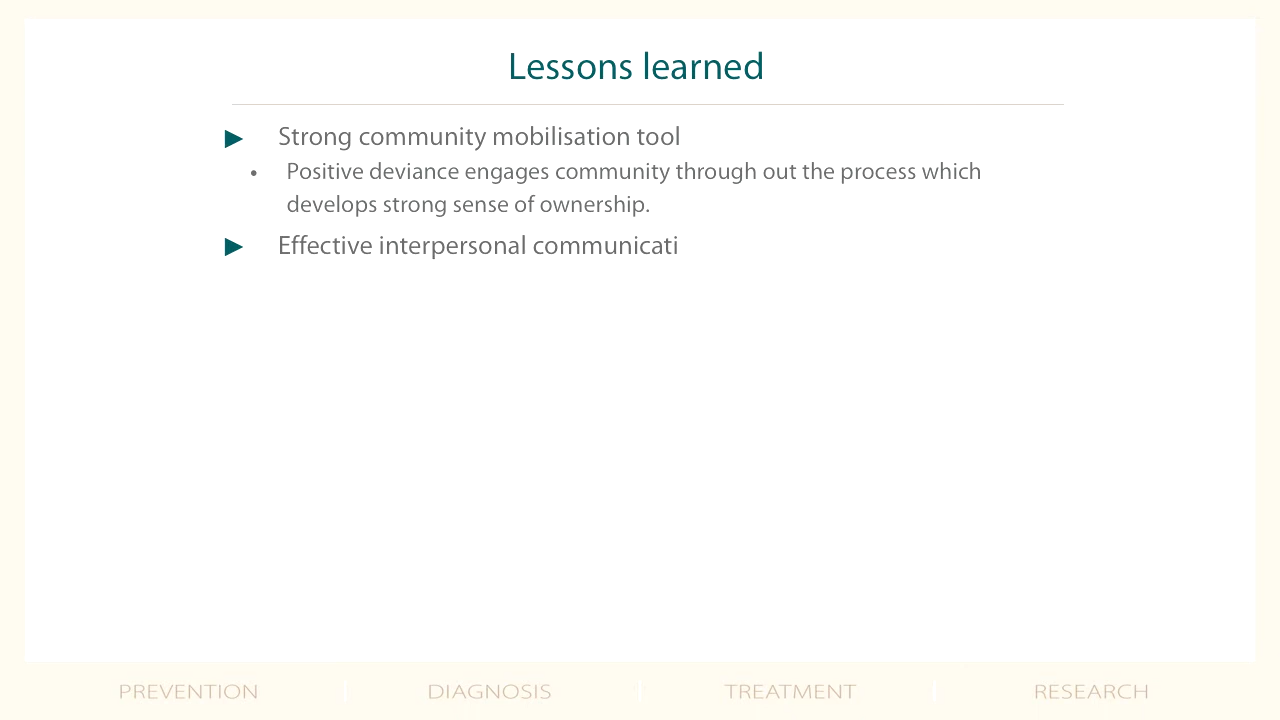 Lessons learned
Strong community mobilisation tool
Positive deviance engages community through out the process which
develops strong sense of ownership.
Effective interpersonal communicati
PREVENTION DIAGNOSIS TREATMENT RESEARCH